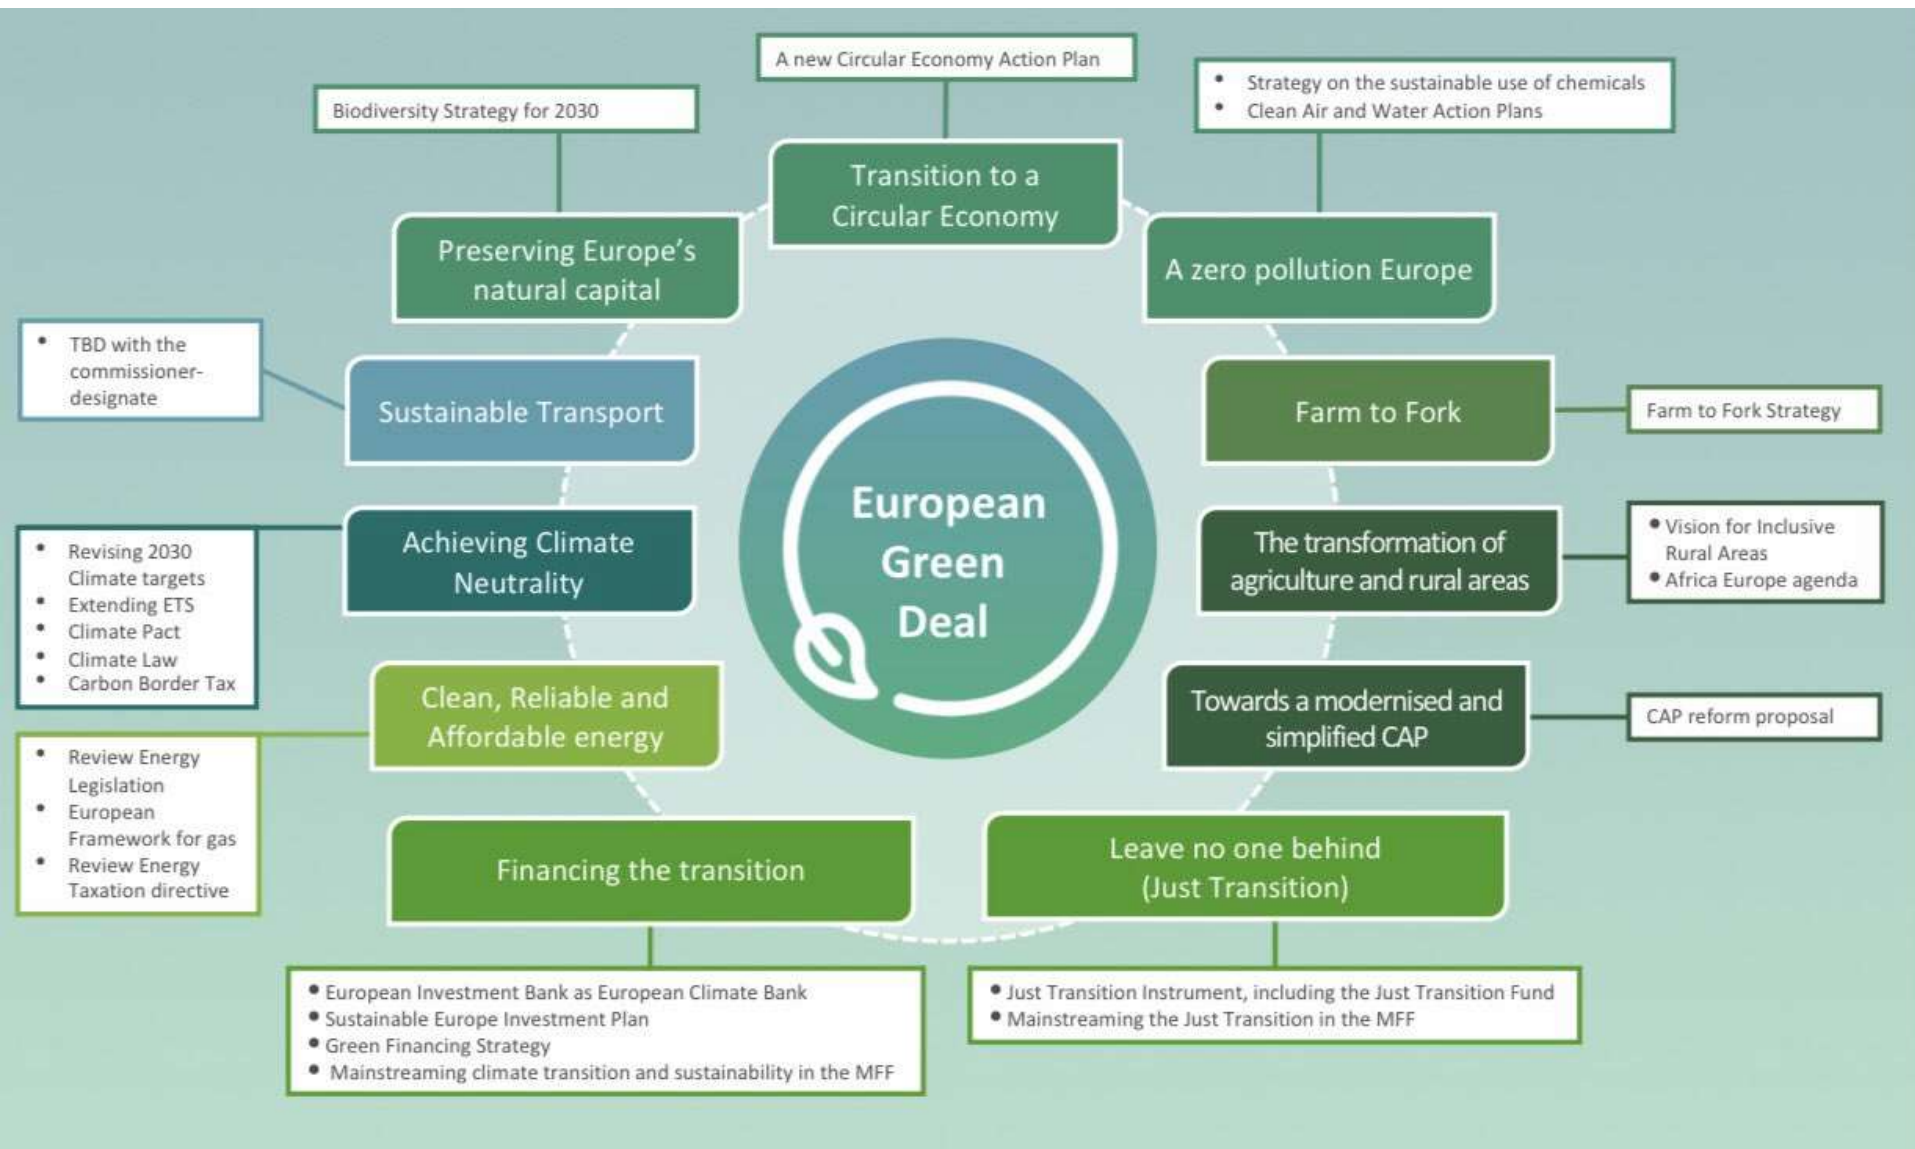 A new Circular Economy Action Plan
Transition to a
Circular Economy
Biodiversity Strategy for 2030
Preserving Europe's
natural capital
• Strategy on the sustainable use of chemicals
• Clean Air and Water Action Plans
A zero pollution Europe
• TBD with the
commissioner-
designate
Sustainable Transport
Farm to Fork
Farm to Fork Strategy
European
Green
Deal
• Revising 2030
Climate targets
• Extending ETS
• Climate Pact
• Climate Law
• Carbon Border Tax
Achieving Climate
Neutrality
The transformation of
agriculture and rural areas
• Vision for Inclusive
Rural Areas
• Africa Europe agenda
• Review Energy
Legislation
• European
Framework for gas
• Review Energy
Taxation directive
Clean, Reliable and
Affordable energy
Towards a modernised and
simplified CAP
CAP reform proposal
Financing the transition
• European Investment Bank as European Climate Bank
• Sustainable Europe Investment Plan
• Green Financing Strategy
• Mainstreaming climate transition and sustainability in the MFF
Leave no one behind
(Just Transition)
• Just Transition Instrument, including the Just Transition Fund
• Mainstreaming the Just Transition in the MFF